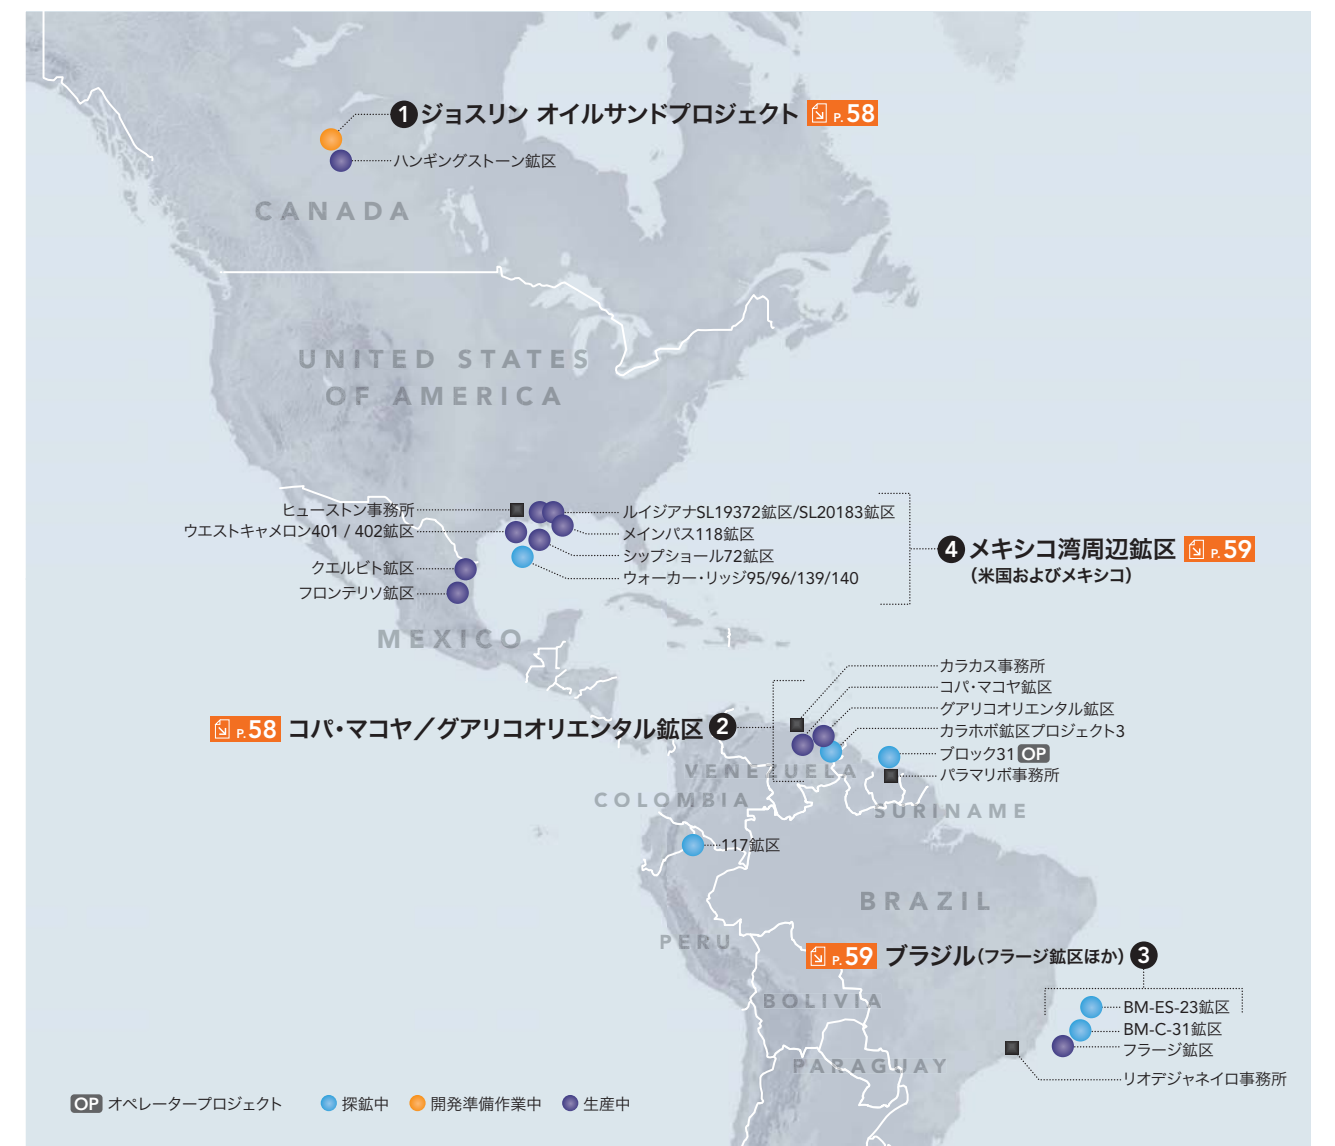 1 ジョスリン オイルサンドプロジェクト P.58
ハンギングストーン鉱区
CANADA
UNITED STATES
OF AMERICA
ヒューストン事務所
ウエストキャメロン401 / 402鉱区
クエルビト鉱区
フロンテリソ鉱区
ルイジアナSL19372鉱区/SL20183鉱区
メインパス118鉱区
シップショール72鉱区
ウォーカー・リッジ95/96/139/140
4 メキシコ湾周辺鉱区 P.59
(米国およびメキシコ)
MEXICO
カラカス事務所
コパ・マコヤ鉱区
グアリコオリエンタル鉱区
カラボボ鉱区プロジェクト3
ブロック31 OP
パラマリボ事務所
P.58 コパ・マコヤ／グアリコオリエンタル鉱区 2
VENEZUELA
COLOMBIA
SURINAME
117鉱区
BRAZIL
PERU
P.59 ブラジル(フラージ鉱区ほか) 3
BOLIVIA
BM-ES-23鉱区
BM-C-31鉱区
フラージ鉱区
PARAGUAY
リオデジャネイロ事務所
OP オペレータープロジェクト 探鉱中 開発準備作業中 生産中